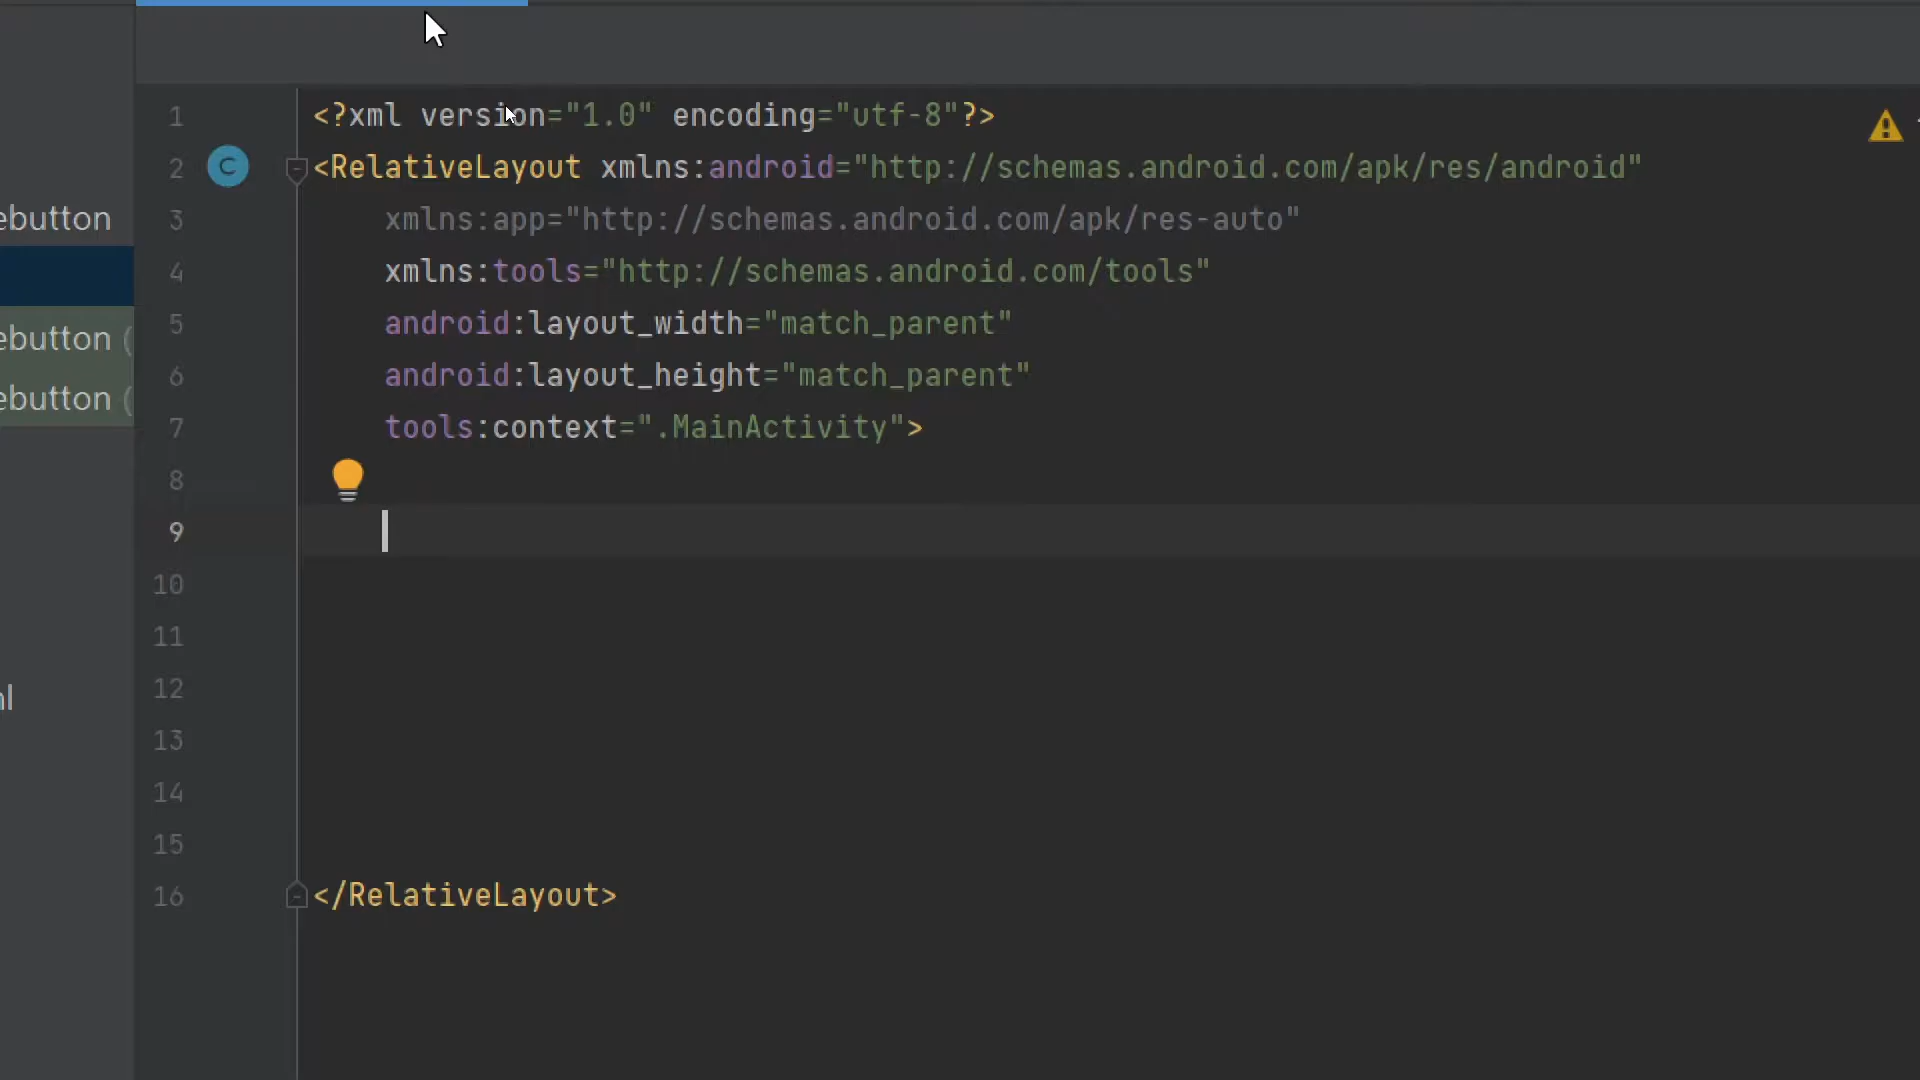 1 <?xml version="1.0" encoding="utf-8"?>
2 C <RelativeLayout xmlns:android="http://schemas.android.com/apk/res/android"
ebutton
3 xmlns:app="http://schemas.android.com/apk/res-auto"
4 xmlns:tools="http://schemas.android.com/tools"
5 android:layout_width="match_parent"
ebutton (
6 android:layout_height="match_parent"
ebutton (
7 tools:context=".MainActivity">
8
9
10
11
12
13
14
15
16 </RelativeLayout>